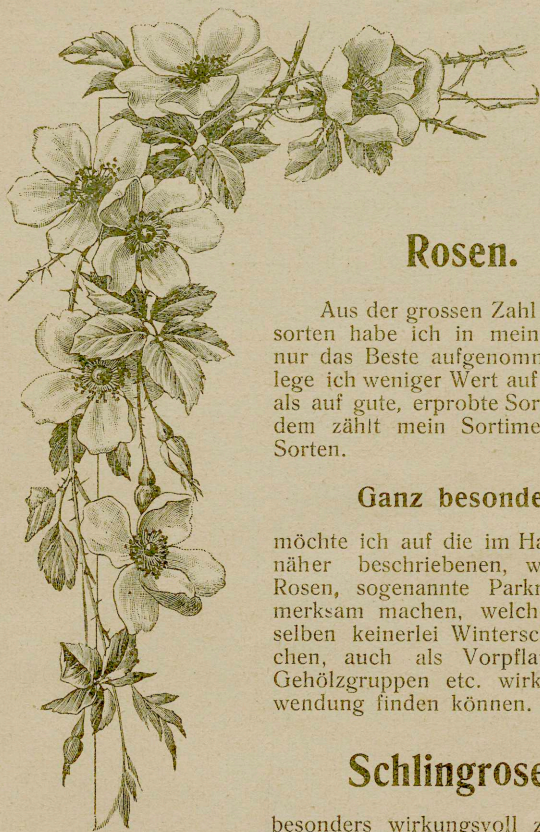 Rosen.
Aus der grossen Zahl
sorten habe ich in mein
nur das Beste aufgenomm
lege ich weniger Wert auf
als auf gute, erprobte Sor
dem zählt mein Sortime
Sorten.
Ganz besonde
möchte ich auf die im Ha
näher beschriebenen, w
Rosen, sogenannte Parkr
merksam machen, welch
selben keinerlei Wintersc
chen, auch als Vorpfla
Gehölzgruppen etc. wirk
wendung finden können.
Schlingrose
besonders wirkungsvoll z